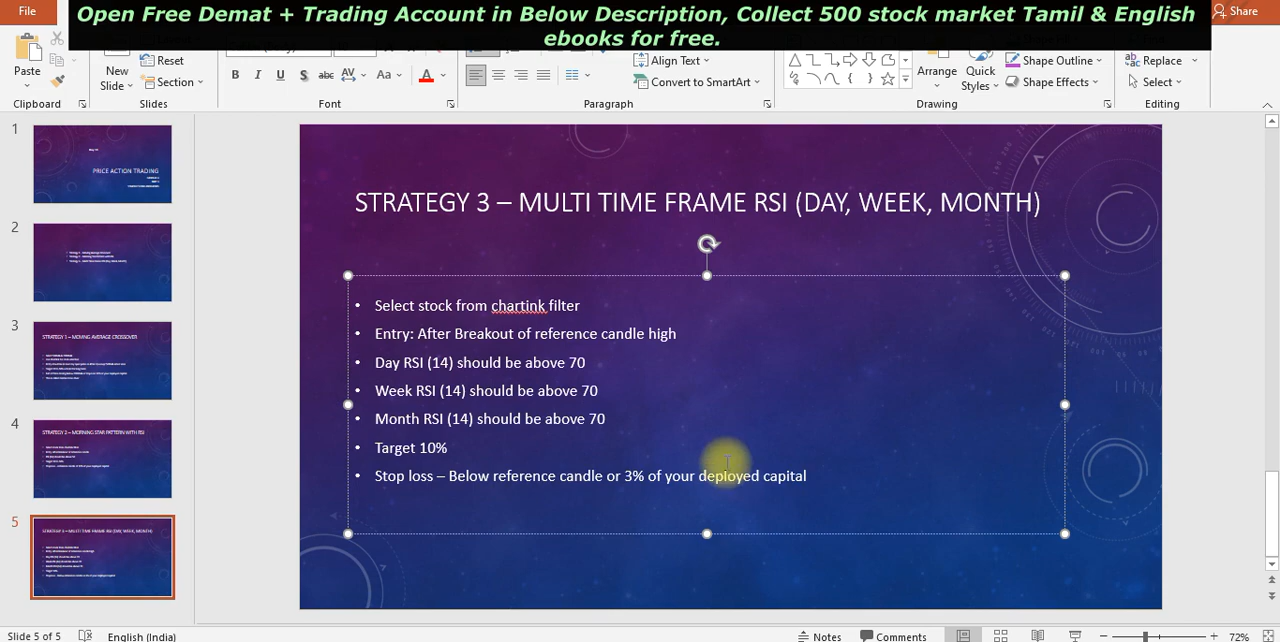 Open Free Demat + Trading Account in Below Description, Collect 500 stock market Tamil & English
ebooks for free.
File
Share
Paste
New
Slide
Reset
Section
B I U S abc AV Aa A
Align Text
Convert to SmartArt
Arrange
Quick
Styles
Shape Outline
Shape Effects
Replace
Select
Clipboard
Slides
Font
Paragraph
Drawing
Editing
1
PRICE ACTION TRADING
2
3
STRATEGY 1 – MOVING AVERAGE CROSSOVER
4
STRATEGY 2 – MORNING STAR PATTERN WITH RSI
5
STRATEGY 3 – MULTI TIME FRAME RSI (DAY, WEEK, MONTH)
STRATEGY 3 – MULTI TIME FRAME RSI (DAY, WEEK, MONTH)
• Select stock from chartink filter
• Entry: After Breakout of reference candle high
• Day RSI (14) should be above 70
• Week RSI (14) should be above 70
• Month RSI (14) should be above 70
• Target 10%
• Stop loss – Below reference candle or 3% of your deployed capital
Slide 5 of 5
English (India)
Notes
Comments
72%